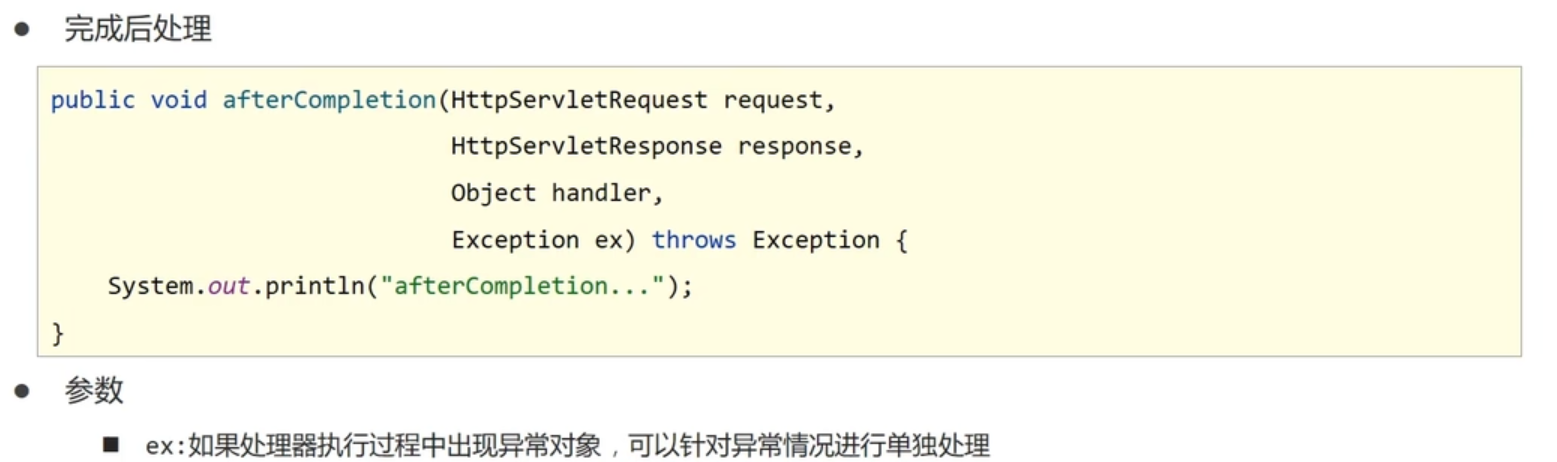 ● 完成后处理
public void afterCompletion(HttpServletRequest request,
HttpServletResponse response,
Object handler,
Exception ex) throws Exception {
System.out.println("afterCompletion...");
}
● 参数
■ ex:如果处理器执行过程中出现异常对象，可以针对异常情况进行单独处理